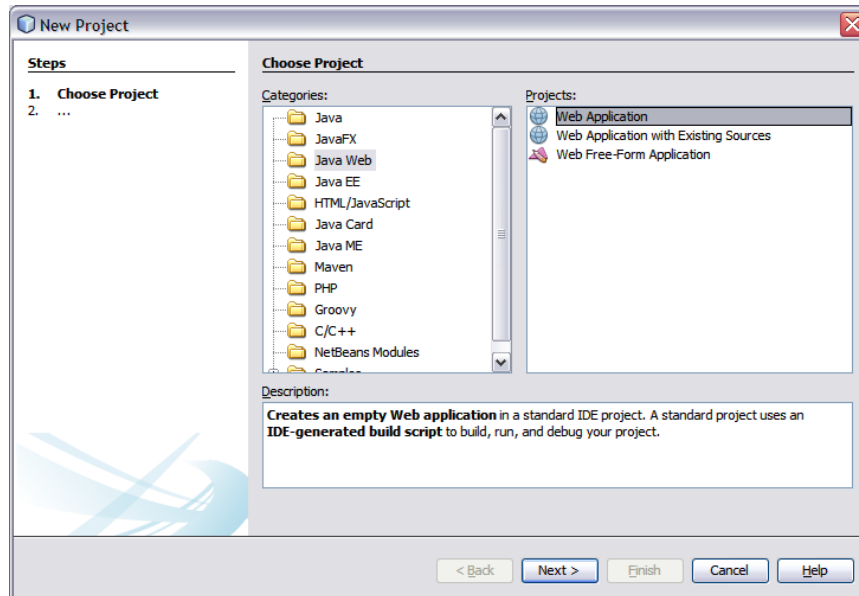 New Project
Steps
1. Choose Project
2. ...
Choose Project
Categories:
Java
JavaFX
Java Web
Java EE
HTML/JavaScript
Java Card
Java ME
Maven
PHP
Groovy
C/C++
NetBeans Modules
Projects:
Web Application
Web Application with Existing Sources
Web Free-Form Application
Description:
Creates an empty Web application in a standard IDE project. A standard project uses an
IDE-generated build script to build, run, and debug your project.
< Back
Next >
Finish
Cancel
Help